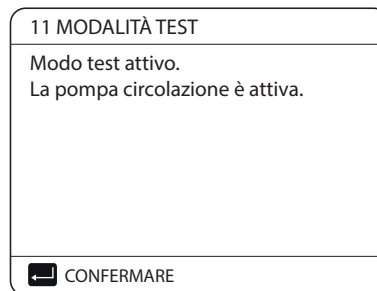 11 MODALITÀ TEST
Modo test attivo.
La pompa circolazione è attiva.
CONFERMARE